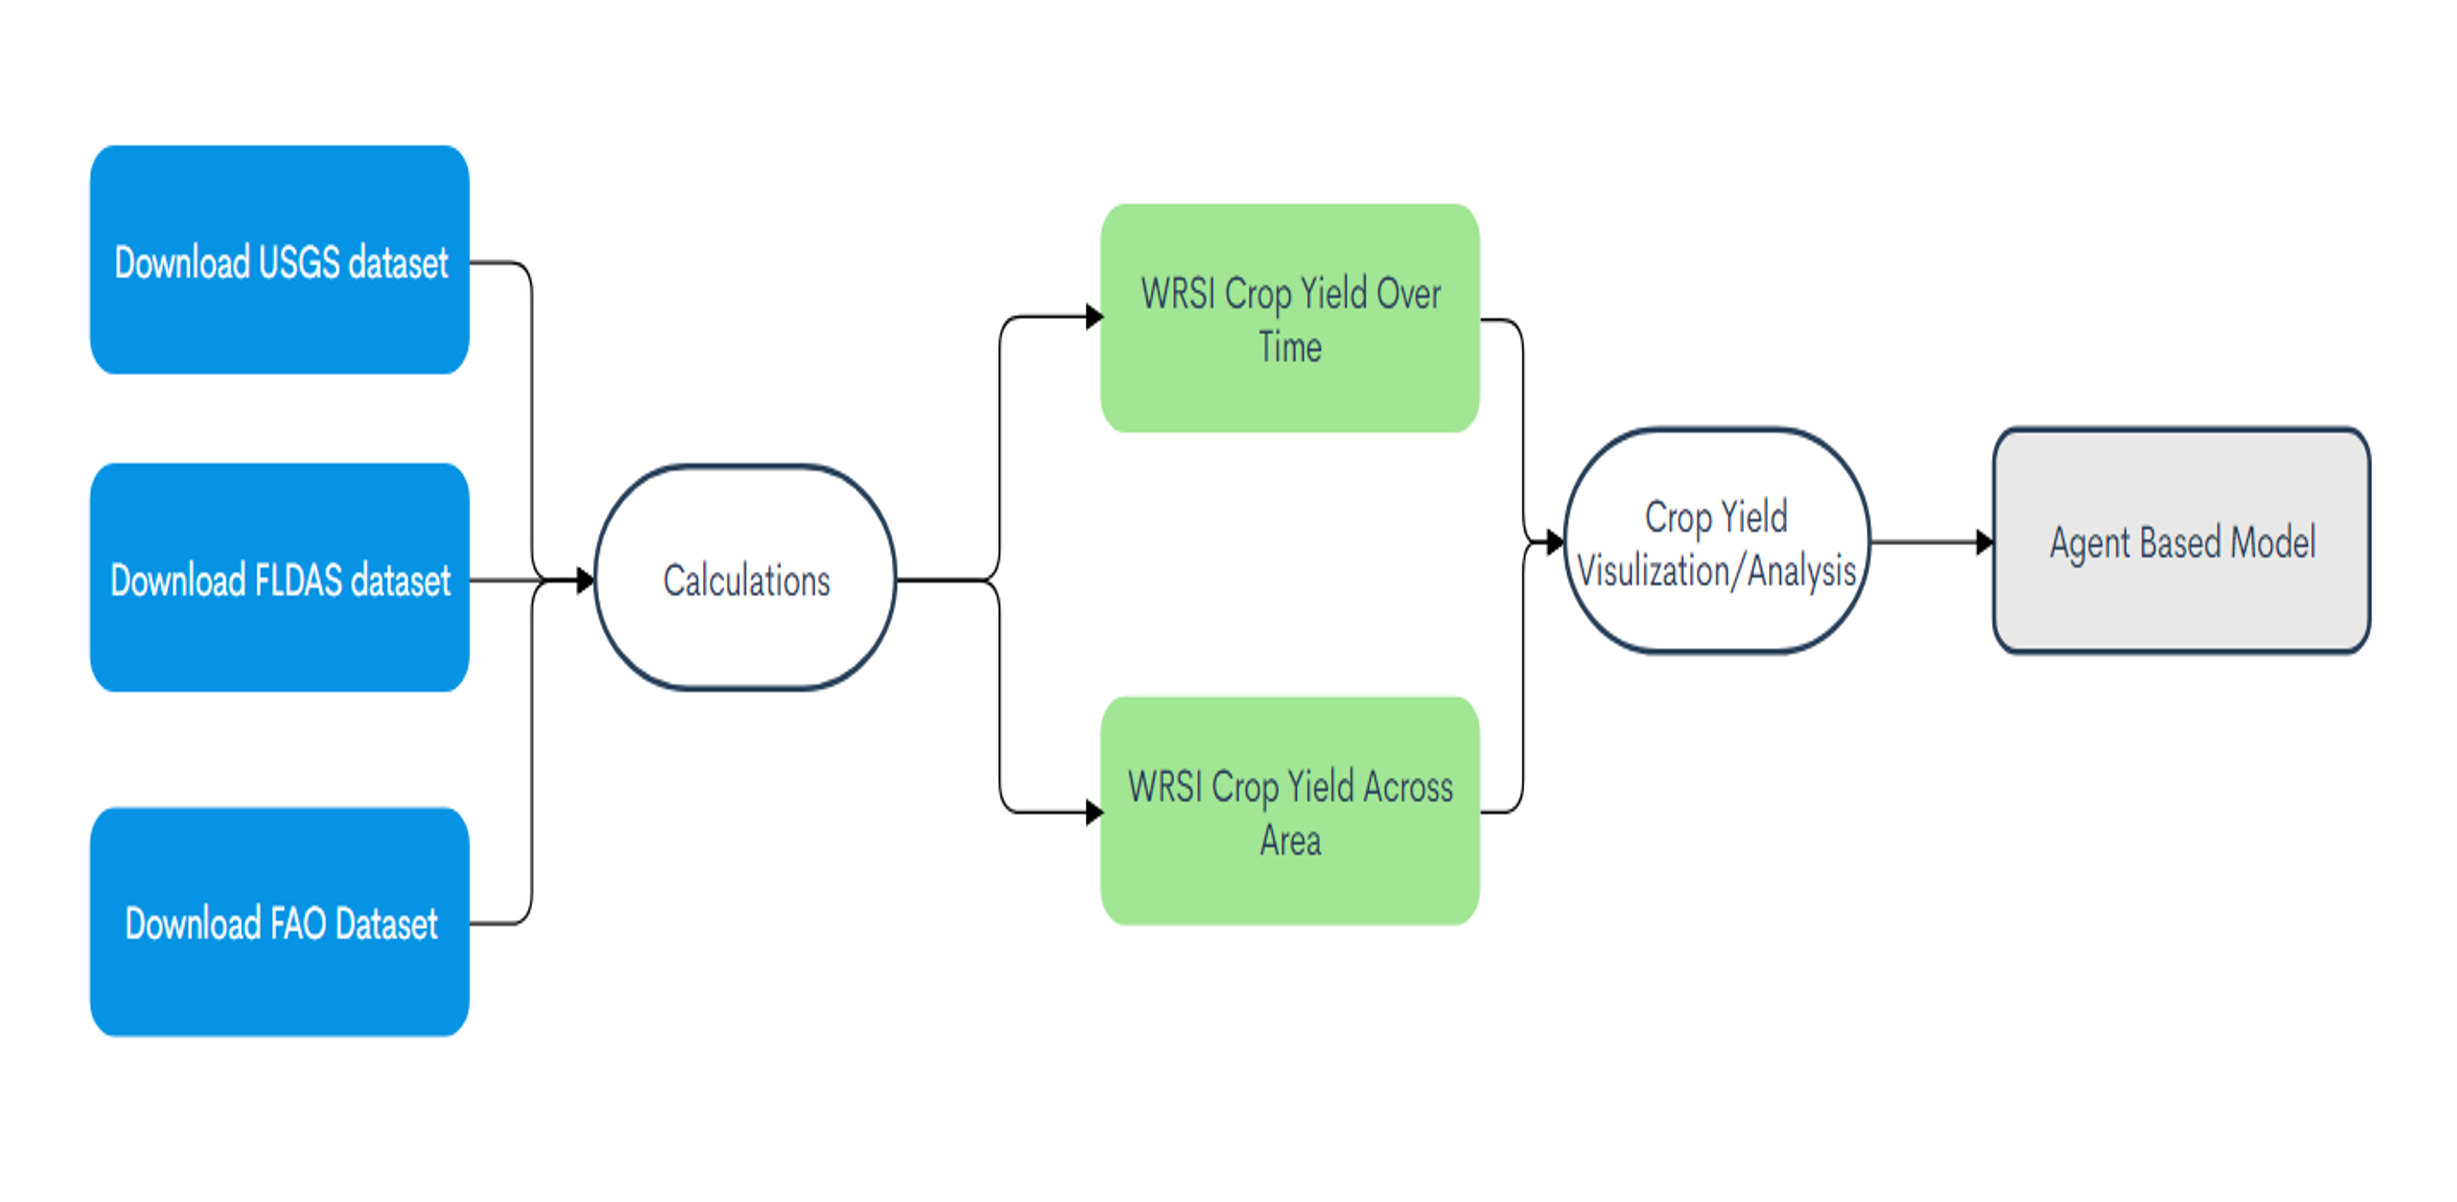 Download USGS dataset
Download FLDAS dataset
Download FAO Dataset
Calculations
WRSI Crop Yield Over
Time
WRSI Crop Yield Across
Area
Crop Yield
Visulization/Analysis
Agent Based Model